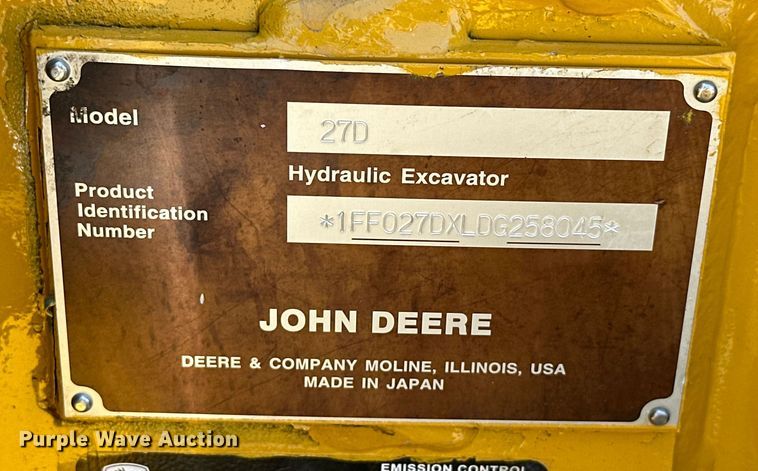 Model
27D
Hydraulic Excavator
Product
Identification
Number
*1FF027DXLDG258045*
JOHN DEERE
DEERE & COMPANY MOLINE, ILLINOIS, USA
MADE IN JAPAN
Purple Wave Auction
EMISSION CONTROL